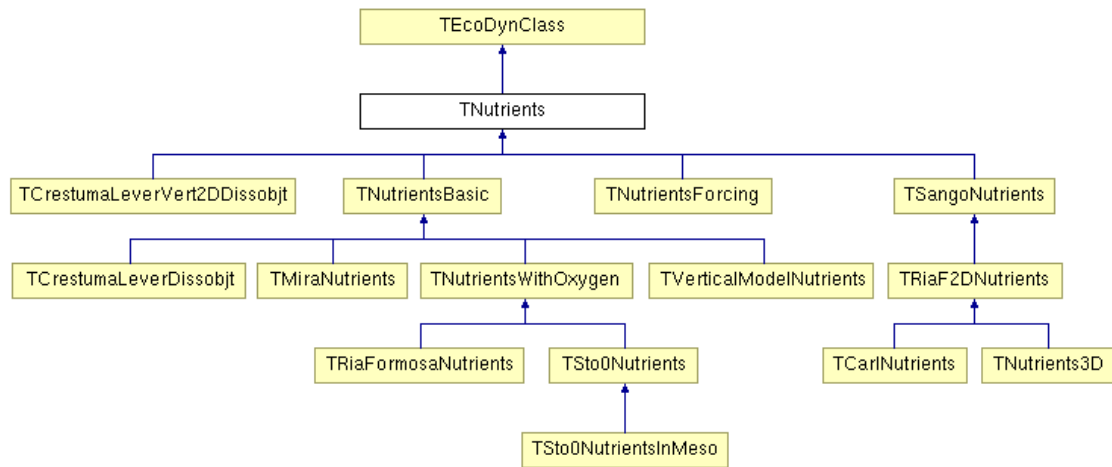 TEcoDynClass
TNutrients
TCrestumaLeverVert2DDissobjt
TNutrientsBasic
TNutrientsForcing
TSangoNutrients
TCrestumaLeverDissobjt
TMiraNutrients
TNutrientsWithOxygen
TVerticalModelNutrients
TRiaF2DNutrients
TRiaFormosaNutrients
TSto0Nutrients
TCarlNutrients
TNutrients3D
TSto0NutrientsInMeso